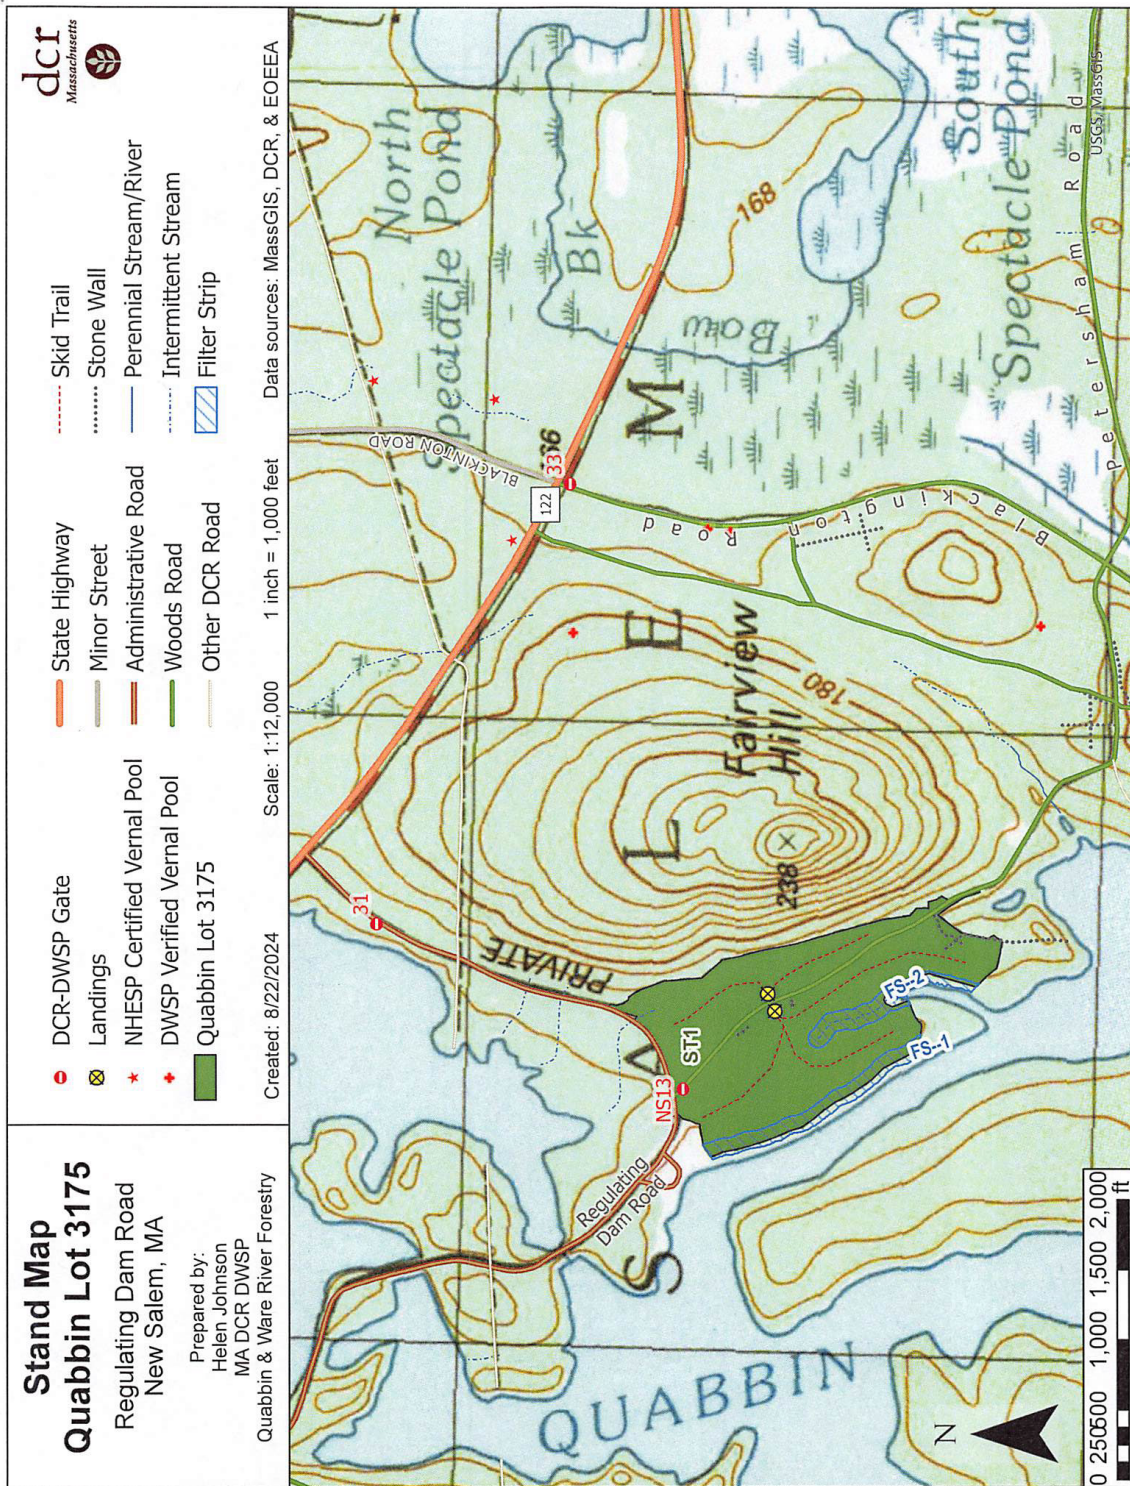 Stand Map
Quabbin Lot 3175
Regulating Dam Road
New Salem, MA
Prepared by:
Helen Johnson
MA DCR DWSP
Quabbin & Ware River Forestry
DCR-DWSP Gate
Landings
NHESP Certified Vernal Pool
DWSP Verified Vernal Pool
Quabbin Lot 3175
State Highway
Minor Street
Administrative Road
Woods Road
Other DCR Road
Skid Trail
Stone Wall
Perennial Stream/River
Intermittent Stream
Filter Strip
dcr
Massachusetts
Created: 8/22/2024
Scale: 1:12,000
1 inch = 1,000 feet
Data sources: MassGIS, DCR, & EOEEA
North
Spectacle Pond
BLACKINTON ROAD
31
122
33
166
PRIVATE
Bk
Baw
168
South
Spectacle Pond
S A L E M
NS13
ST1
Regulating
Dam Road
Fairview
Hill
180
238
Blackington Road
FS--2
FS--1
QUABBIN
Petersham Road
USGS, MassGIS
N
0 250 500 1,000 1,500 2,000
ft